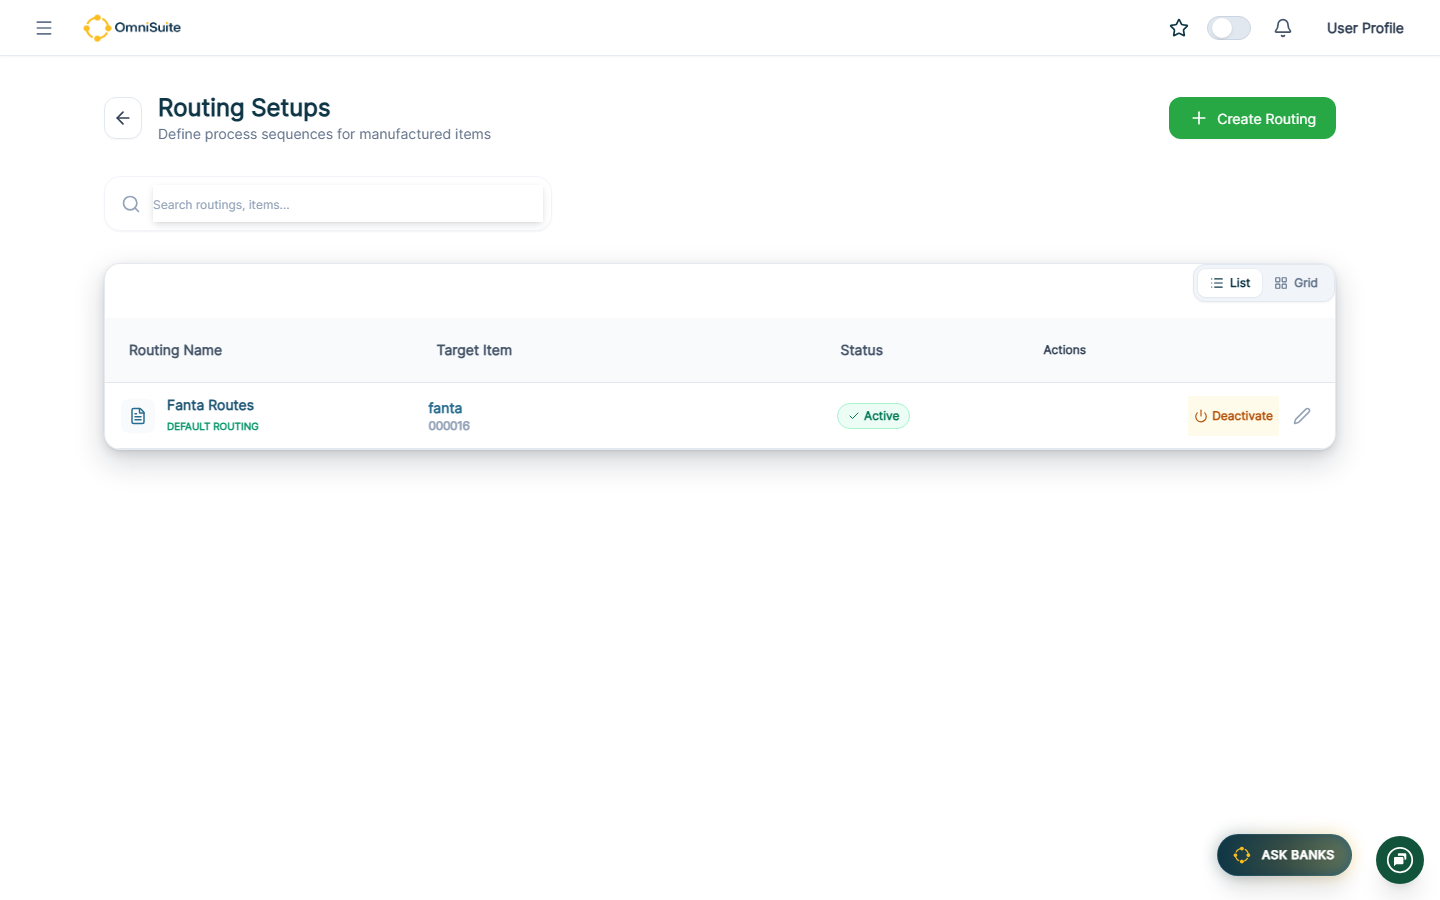 OmniSuite
User Profile
Routing Setups
Define process sequences for manufactured items
Create Routing
Search routings, items...
List
Grid
Routing Name
Target Item
Status
Actions
Fanta Routes
DEFAULT ROUTING
fanta
000016
Active
Deactivate
ASK BANKS